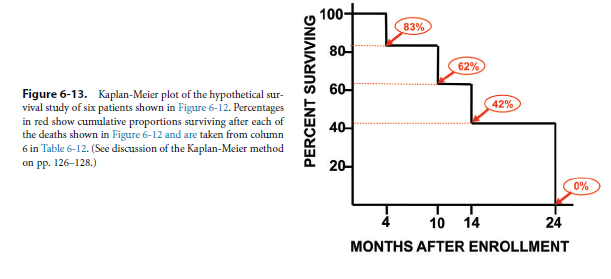 Figure 6-13. Kaplan-Meier plot of the hypothetical sur-
vival study of six patients shown in Figure 6-12. Percentages
in red show cumulative proportions surviving after each of
the deaths shown in Figure 6-12 and are taken from column
6 in Table 6-12. (See discussion of the Kaplan-Meier method
on pp. 126–128.)
PERCENT SURVIVING
100
80
60
40
20
83%
62%
42%
0%
4 10 14 24
MONTHS AFTER ENROLLMENT